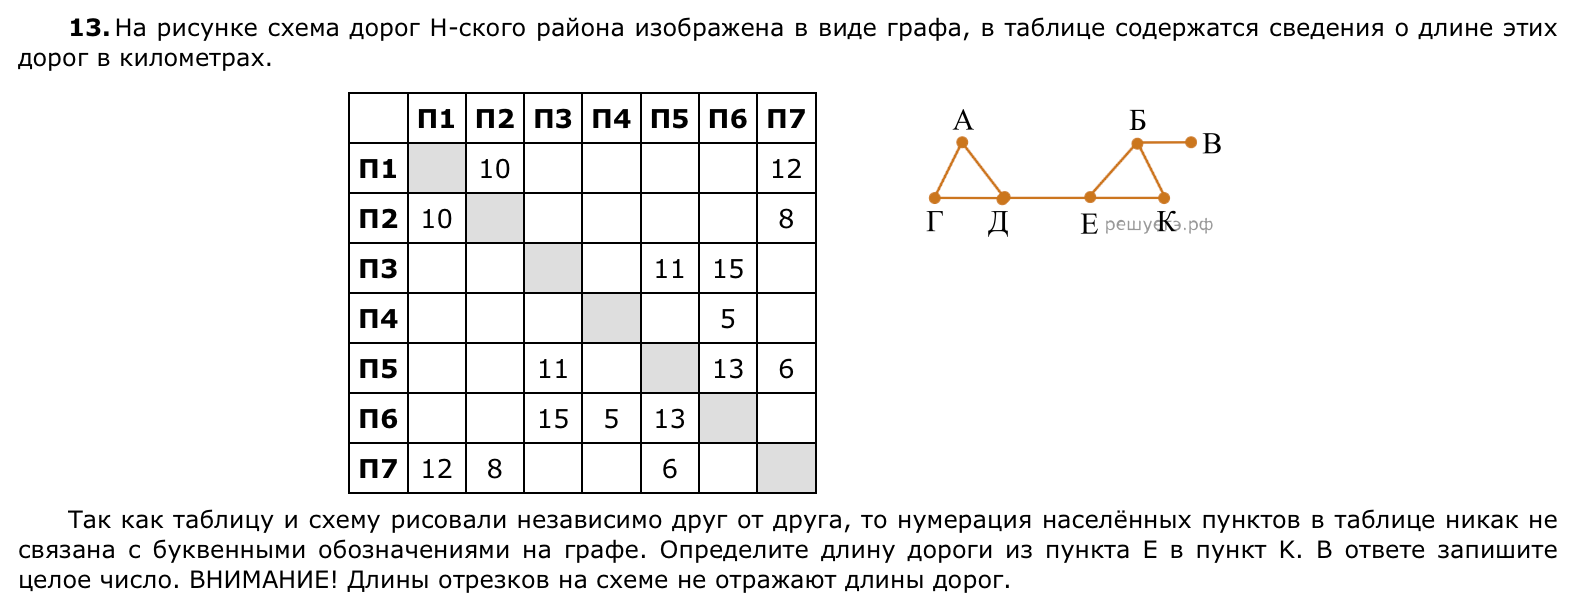 13. На рисунке схема дорог Н-ского района изображена в виде графа, в таблице содержатся сведения о длине этих
дорог в километрах.
П1 П2 П3 П4 П5 П6 П7
П1 10 12
П2 10 8
П3 11 15
П4 5
П5 11 13 6
П6 15 5 13
П7 12 8 6
А Б В
Г Д Е К
решуегэ.рф
Так как таблицу и схему рисовали независимо друг от друга, то нумерация населённых пунктов в таблице никак не
связана с буквенными обозначениями на графе. Определите длину дороги из пункта Е в пункт К. В ответе запишите
целое число. ВНИМАНИЕ! Длины отрезков на схеме не отражают длины дорог.